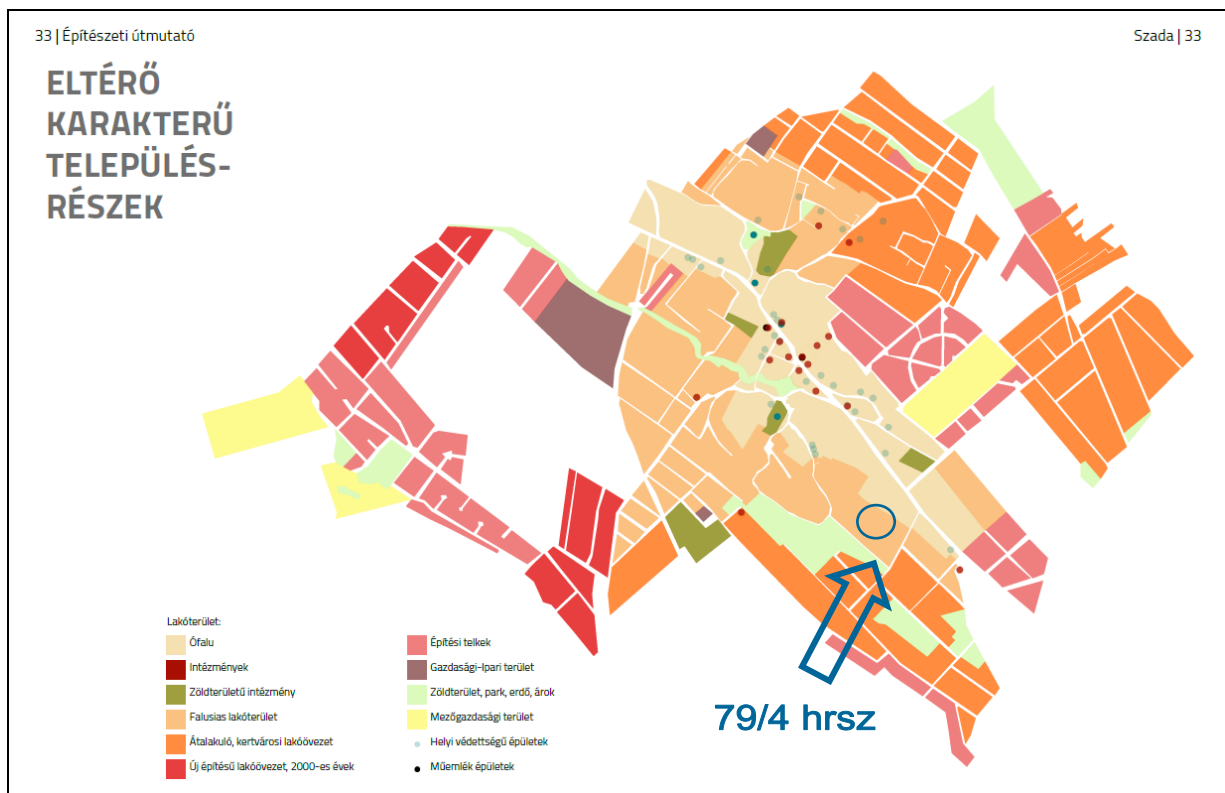 33 | Építészeti útmutató
Szada | 33
ELTÉRŐ
KARAKTERŰ
TELEPÜLÉS-
RÉSZEK
79/4 hrsz
Lakóterület:
Ófalu
Intézmények
Zöldterületű intézmény
Falusias lakóterület
Átalakuló, kertvárosi lakóövezet
Új építésű lakóövezet, 2000-es évek
Építési telkek
Gazdasági-Ipari terület
Zöldterület, park, erdő, árok
Mezőgazdasági terület
Helyi védettségű épületek
Műemlék épületek